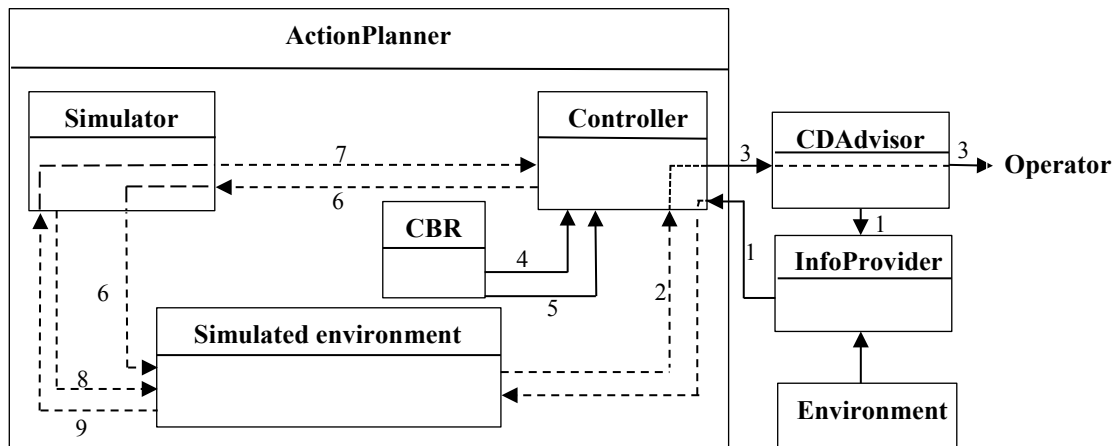 ActionPlanner
Simulator
Controller
CDAdvisor
7
3
3
Operator
6
CBR
1
4
1
InfoProvider
6
5
2
Simulated environment
8
9
Environment